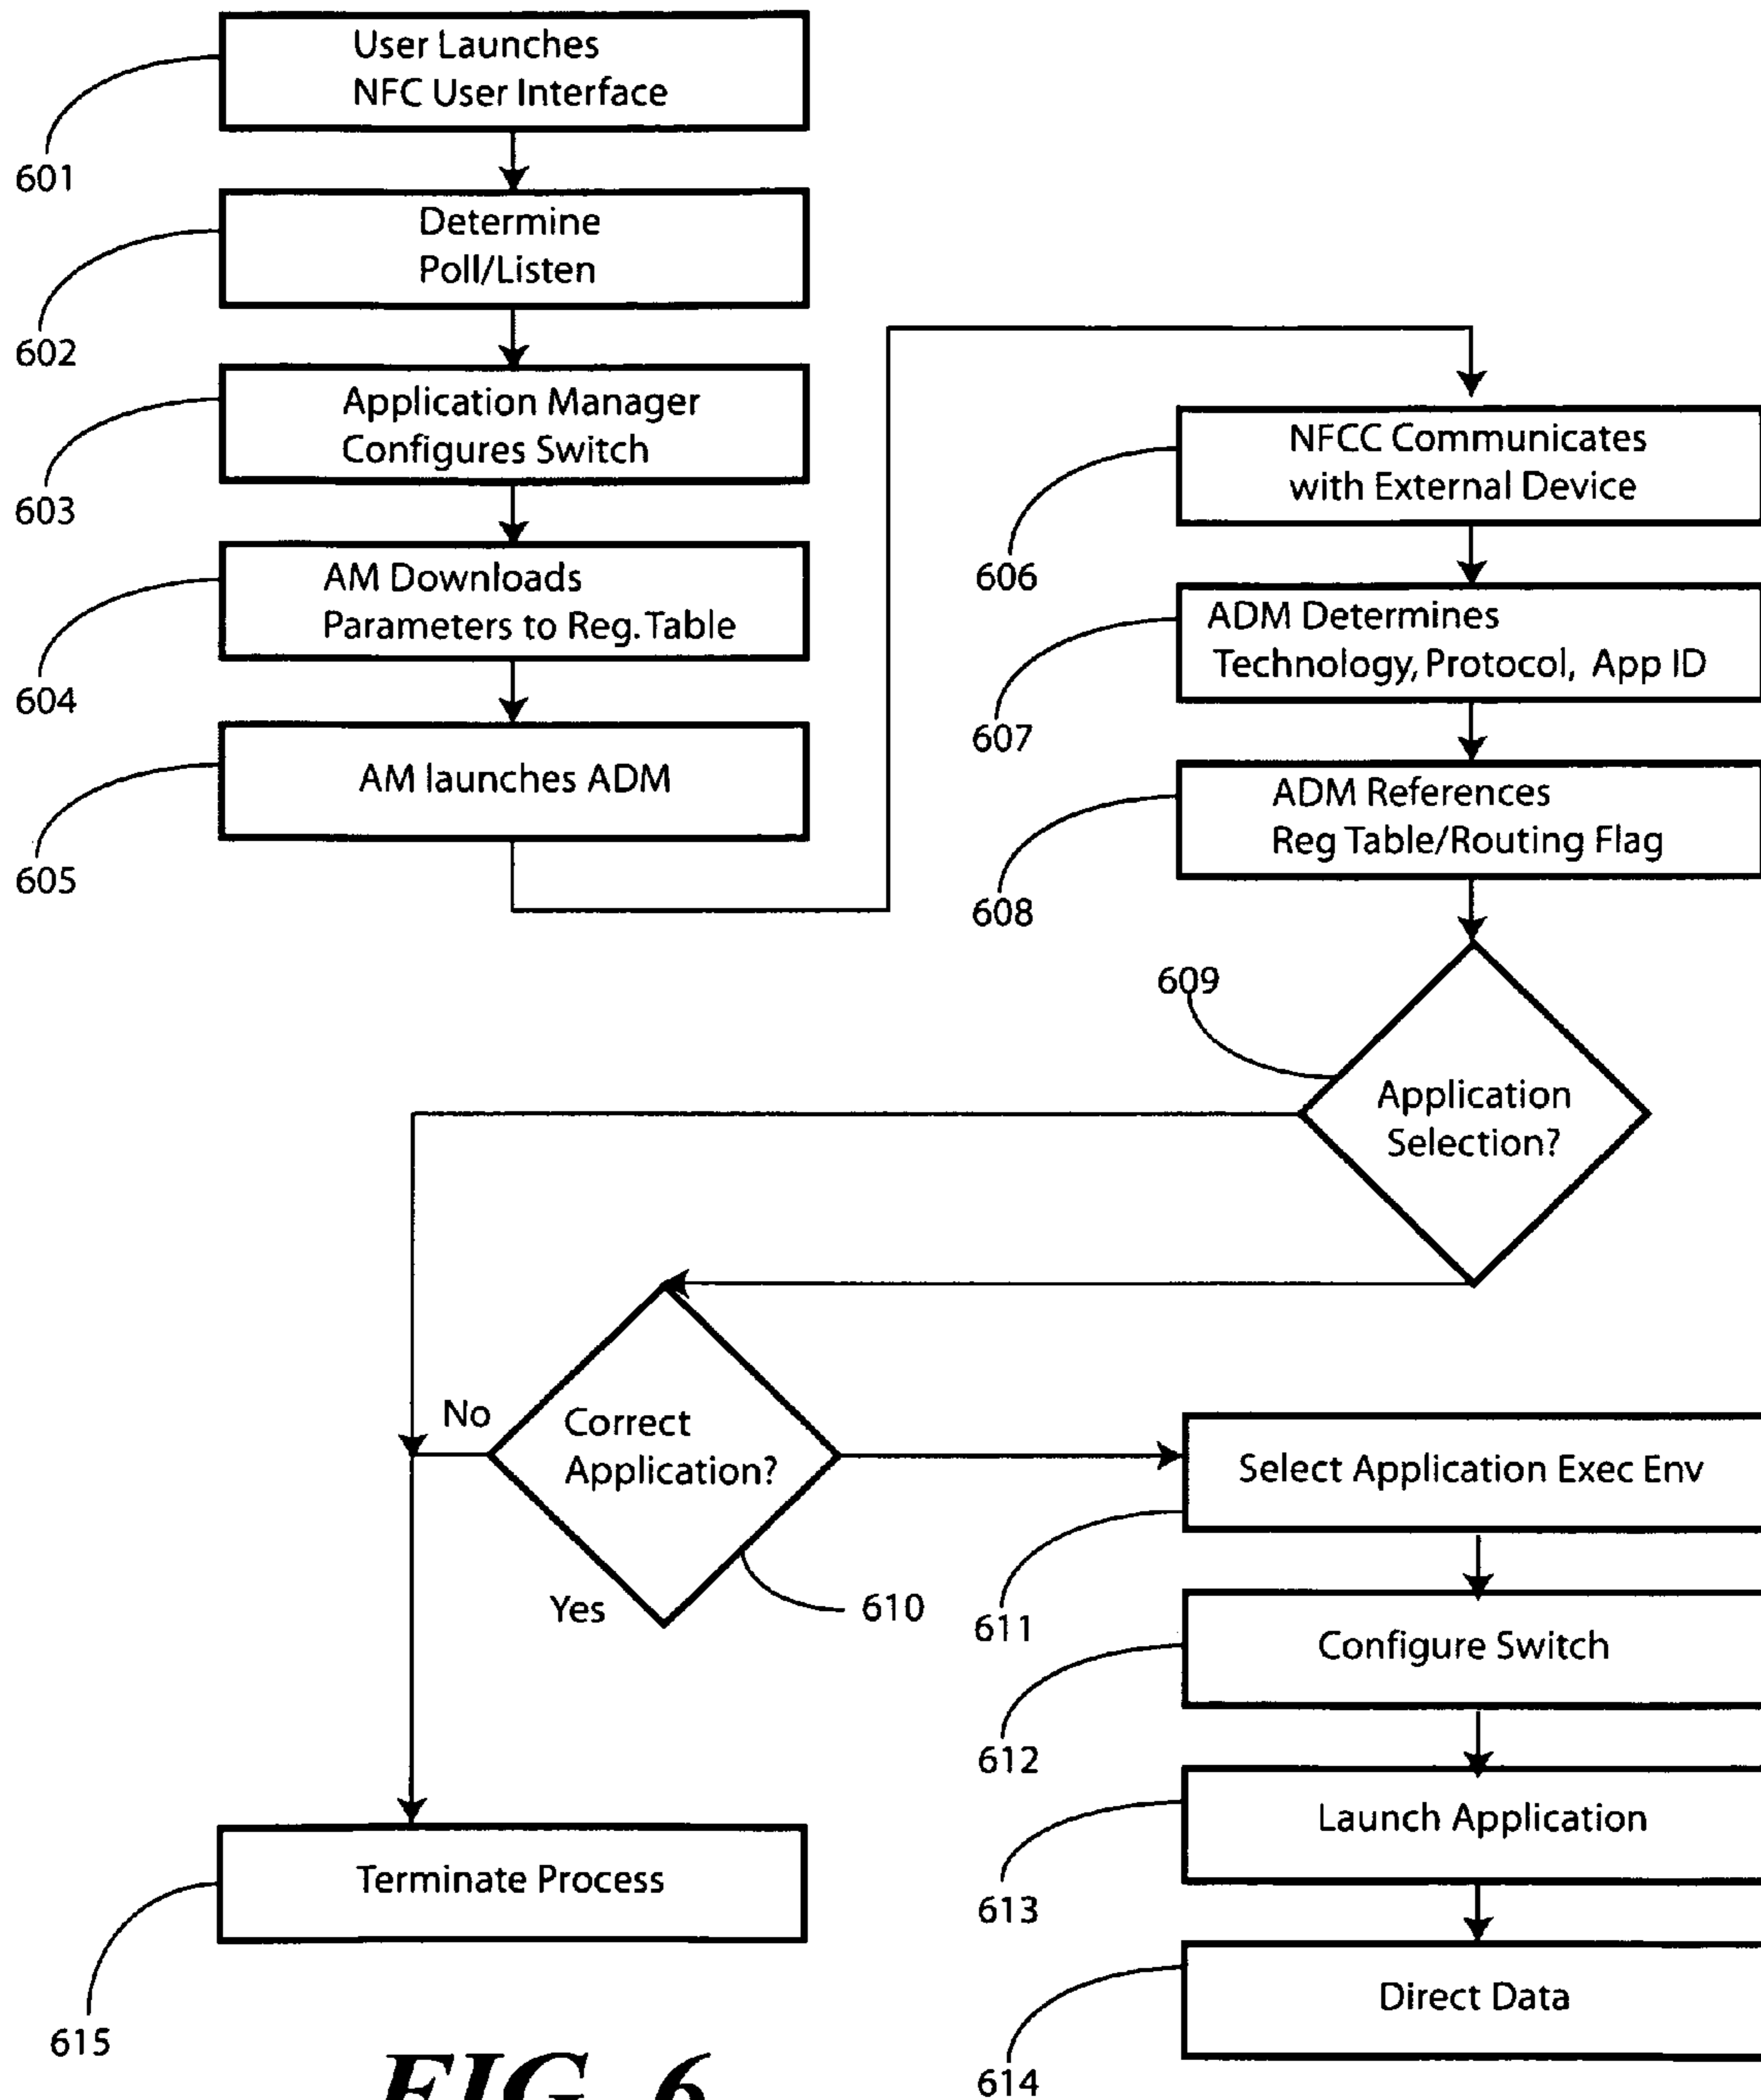 User Launches
NFC User Interface
601
Determine
Poll/Listen
602
Application Manager
Configures Switch
603
AM Downloads
Parameters to Reg. Table
604
AM launches ADM
605
NFCC Communicates
with External Device
606
ADM Determines
Technology, Protocol, App ID
607
ADM References
Reg Table/Routing Flag
608
609
Application
Selection?
No
Correct
Application?
Yes
610
Select Application Exec Env
611
Configure Switch
612
Launch Application
613
Direct Data
614
Terminate Process
615
FIG. 6